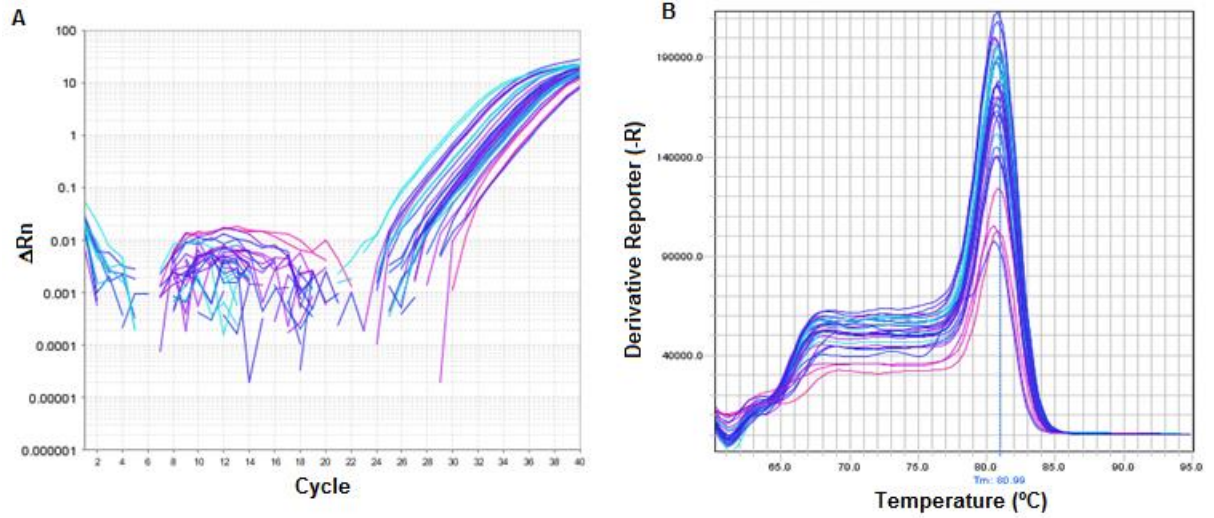 A
100
10
1
0.1
0.01
0.001
0.0001
0.00001
0.000001
ΔRn
2 4 6 8 10 12 14 16 18 20 22 24 26 28 30 32 34 36 38 40
Cycle
B
190000.0
140000.0
90000.0
40000.0
Derivative Reporter (-R)
65.0 70.0 75.0 80.0 85.0 90.0 95.0
Tm: 80.99
Temperature (ºC)